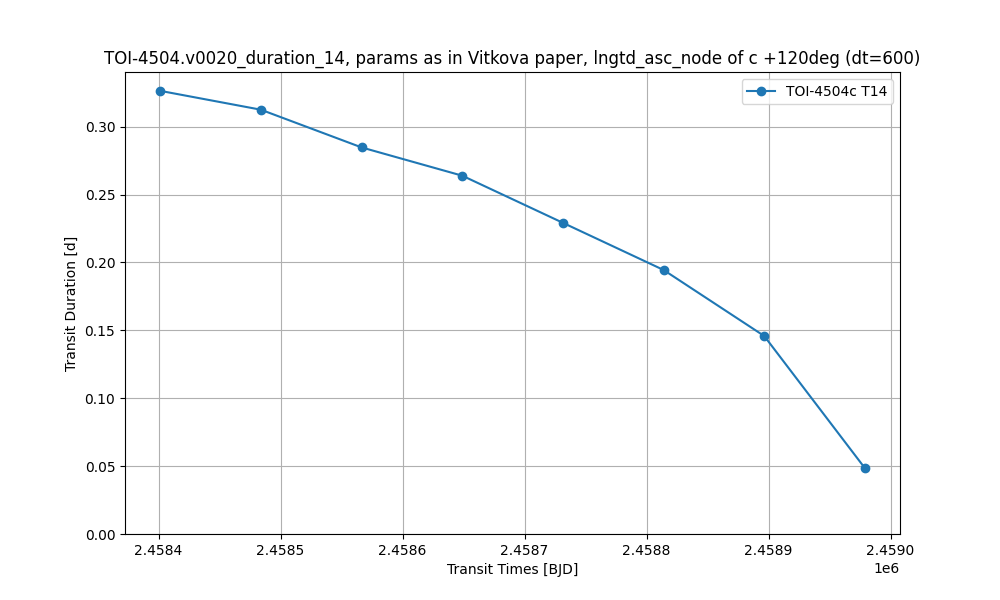 TOI-4504.v0020_duration_14, params as in Vitkova paper, lngtd_asc_node of c +120deg (dt=600)
TOI-4504c T14
0.30
0.25
0.20
0.15
0.10
0.05
0.00
Transit Duration [d]
2.4584 2.4585 2.4586 2.4587 2.4588 2.4589 2.4590
1e6
Transit Times [BJD]